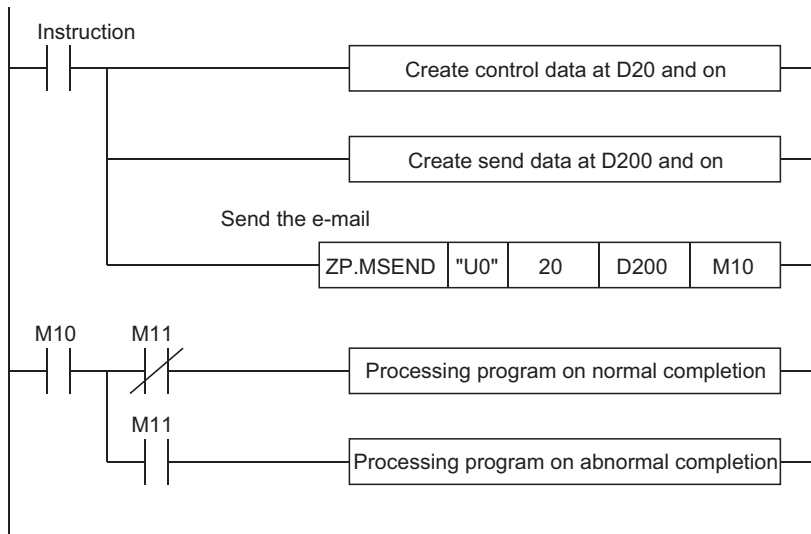 Instruction
Create control data at D20 and on
Create send data at D200 and on
Send the e-mail
ZP.MSEND "U0" 20 D200 M10
M10 M11
Processing program on normal completion
M11
Processing program on abnormal completion